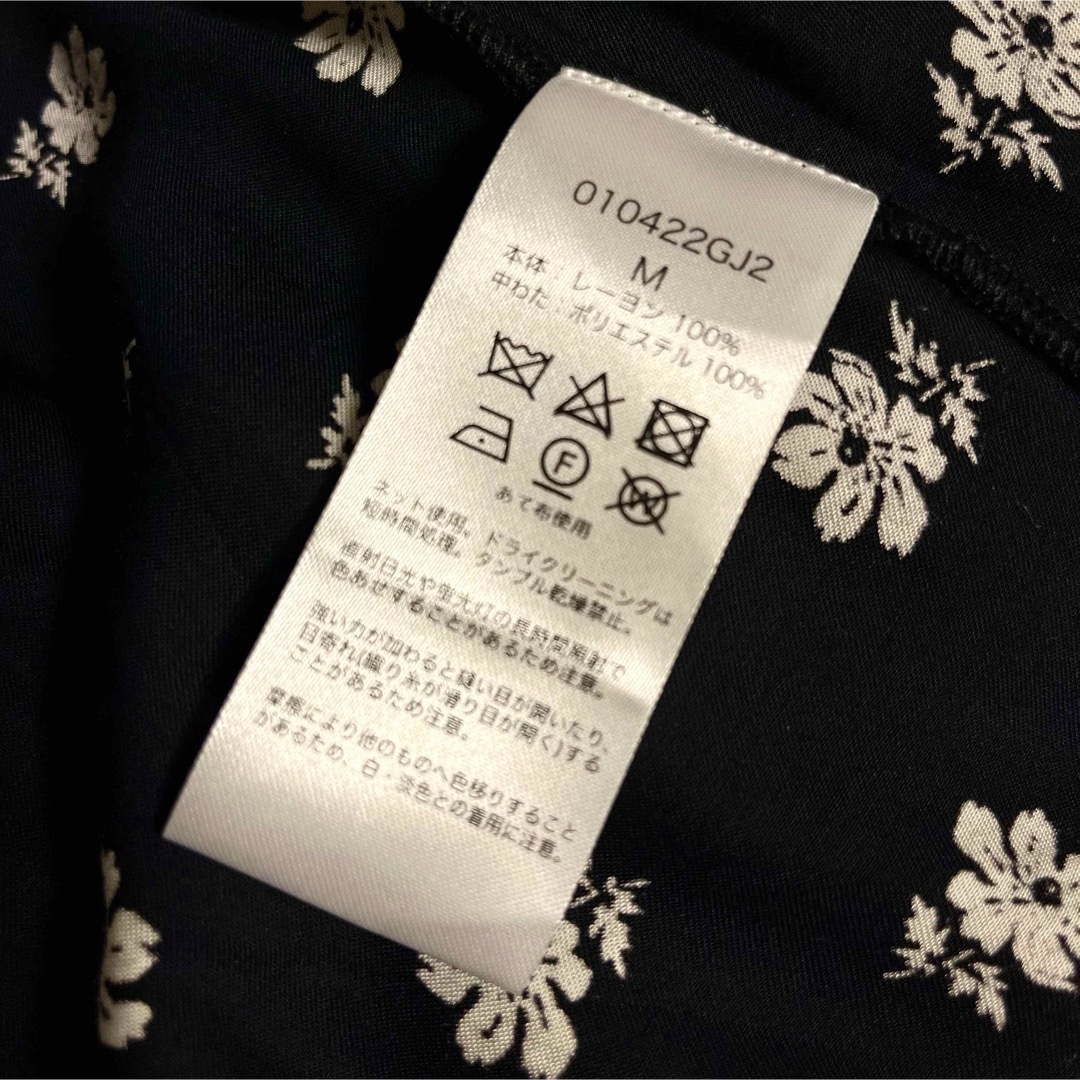 010422GJ2
M
本体：レーヨン 100%
中わた：ポリエステル 100%
F
W
あて布使用
ネット使用。ドライクリーニングは
短時間処理。タンブル乾燥禁止。
直射日光や蛍光灯の長時間照射で
色あせすることがあるため注意。
強い力が加わると縫い目が開いたり、
目寄れ(織り糸が滑り目が開く)する
ことがあるため注意。
摩擦により他のものへ色移りすること
があるため、白・淡色との着用に注意。